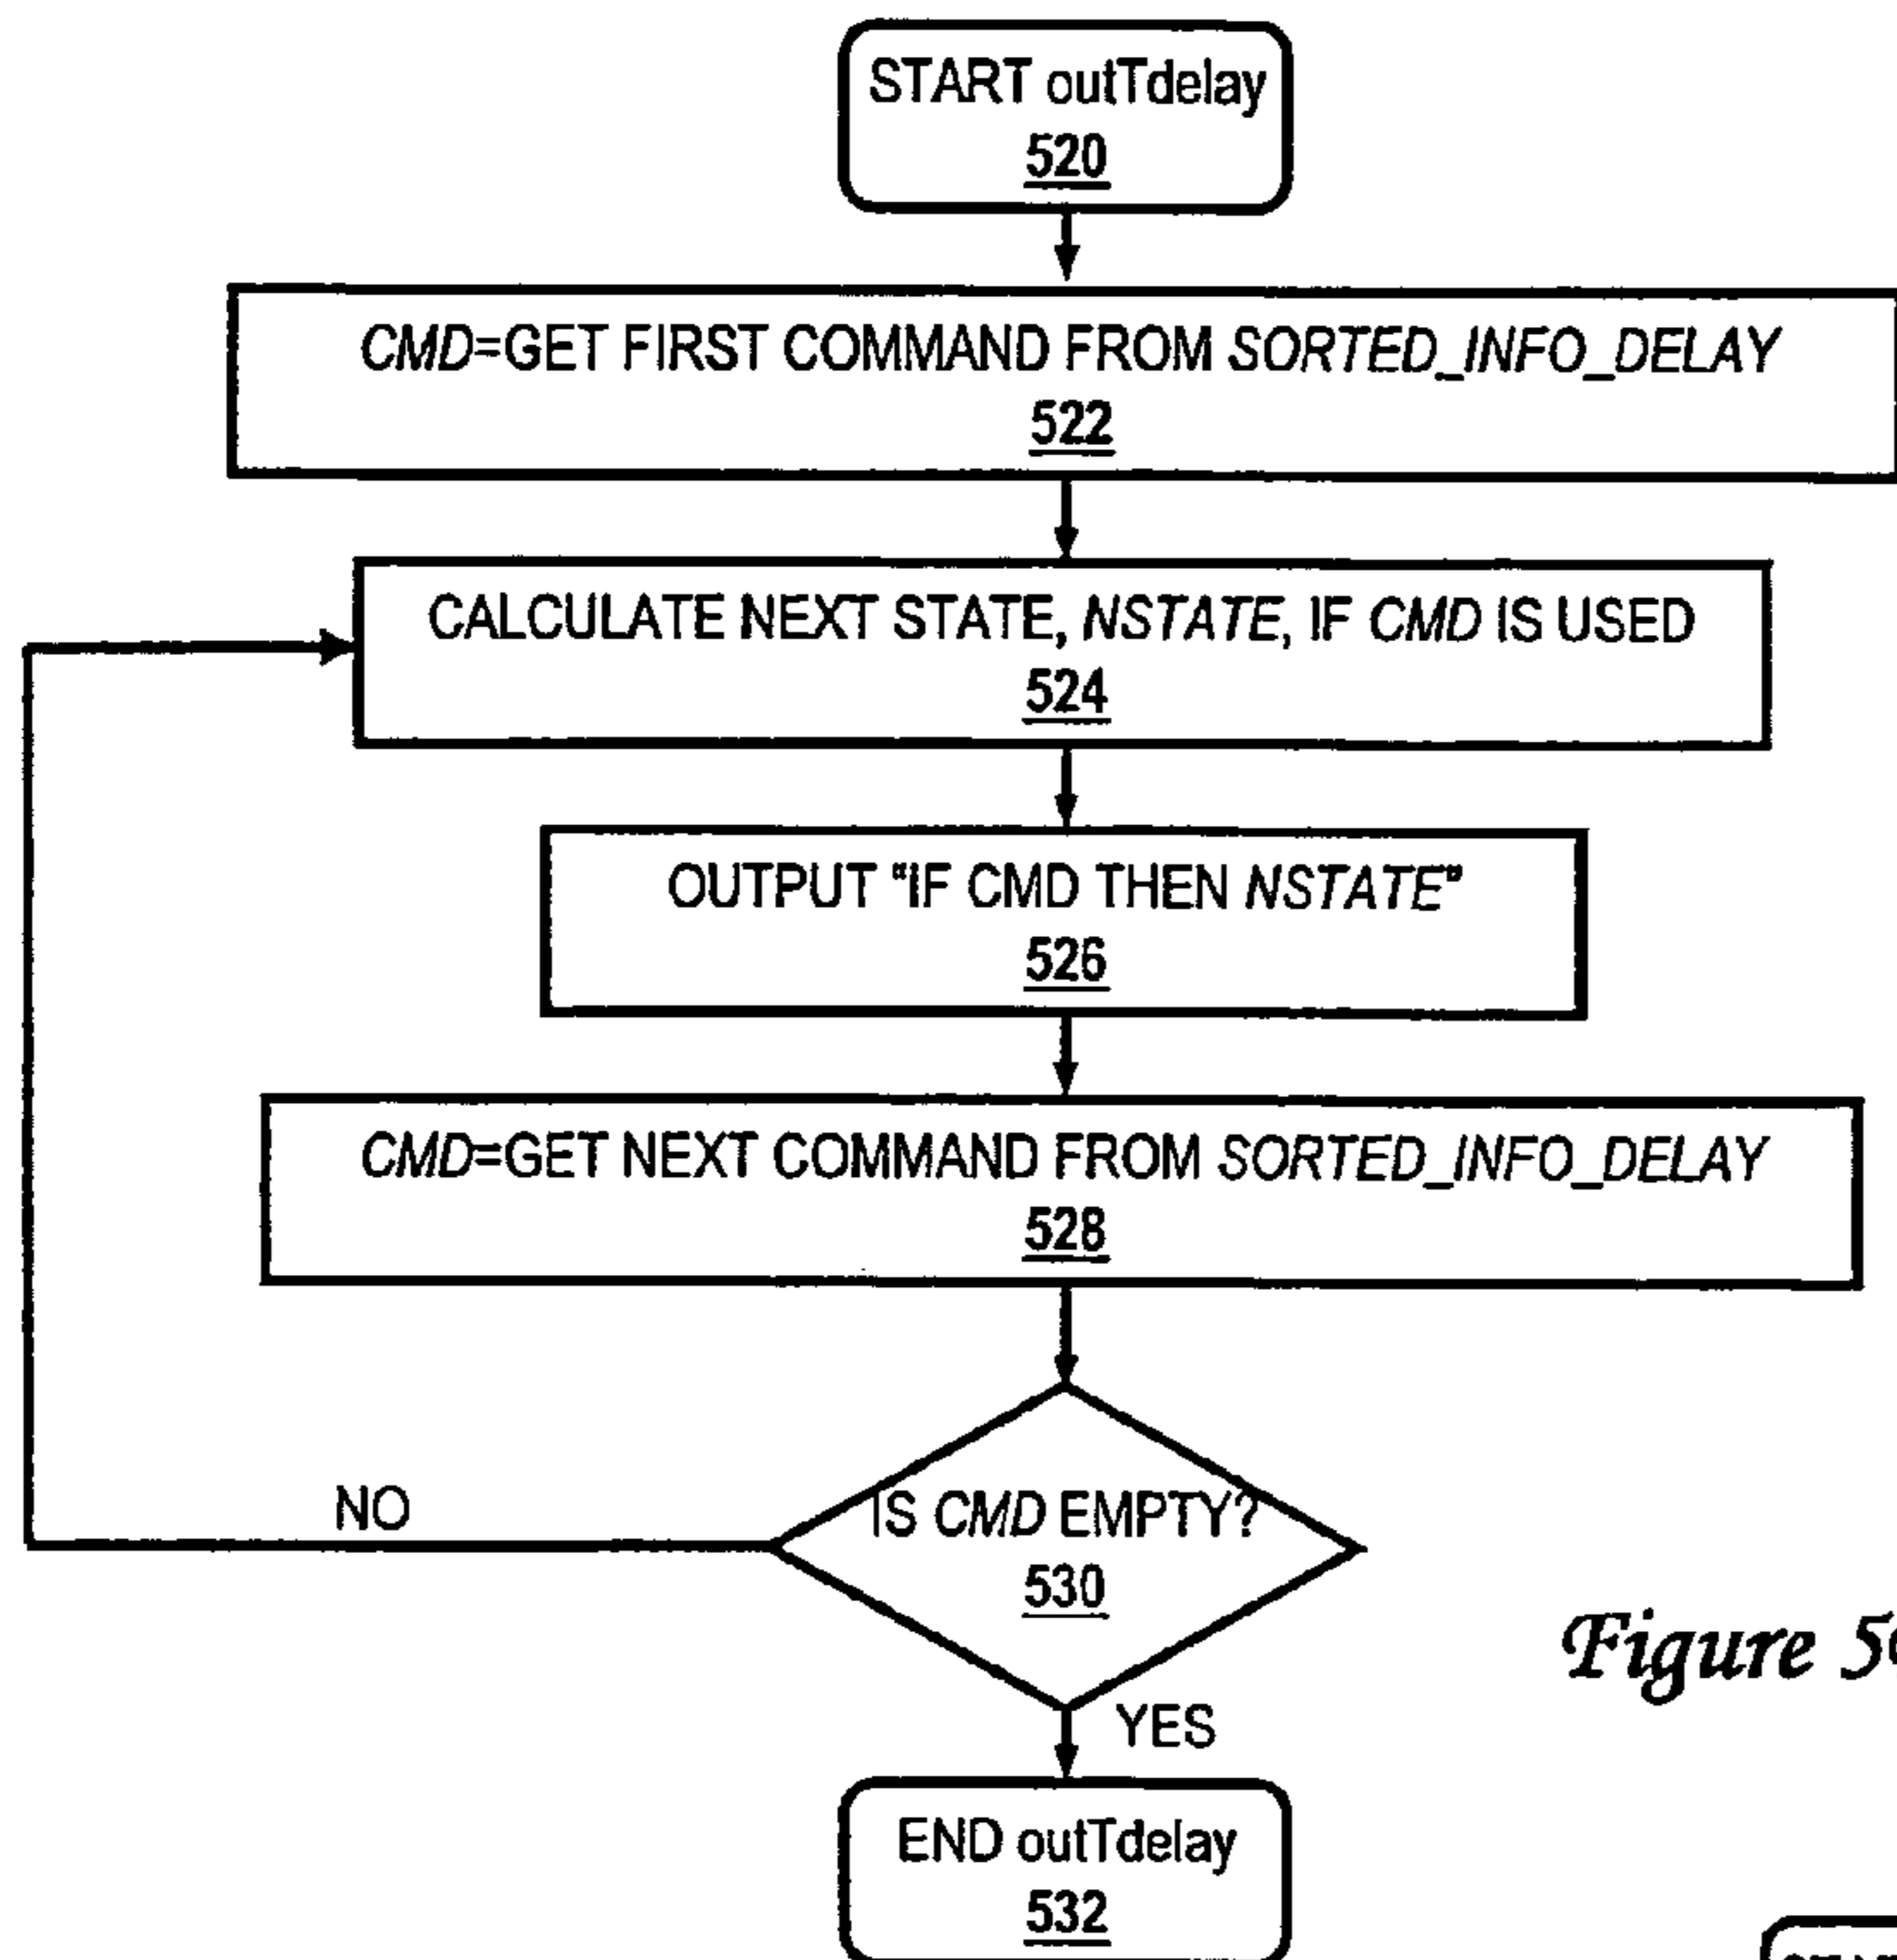 START outTdelay
520
CMD=GET FIRST COMMAND FROM SORTED_INFO_DELAY
522
CALCULATE NEXT STATE, NSTATE, IF CMD IS USED
524
OUTPUT "IF CMD THEN NSTATE"
526
CMD=GET NEXT COMMAND FROM SORTED_INFO_DELAY
528
NO
IS CMD EMPTY?
530
Figure
YES
END outTdelay
532